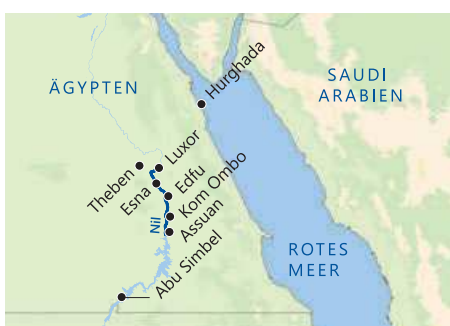 Hurghada
SAUDI
ARABIEN
ÄGYPTEN
Luxor
Theben
Esna
Edfu
Kom Ombo
Assuan
Nil
Abu Simbel
ROTES
MEER